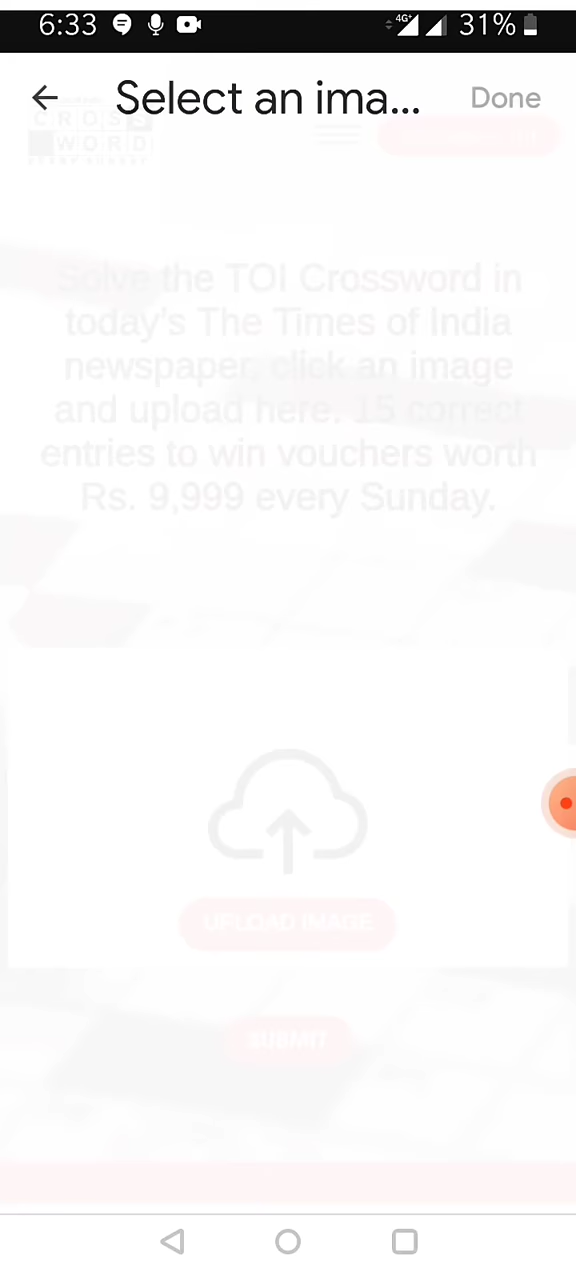 6:33 4G+ 31%
Select an ima... Done
CROSS
WORD
Solve the TOI Crossword in
today's The Times of India
newspaper, click an image
and upload here. 15 correct
entries to win vouchers worth
Rs. 9,999 every Sunday.
UPLOAD IMAGE
SUBMIT